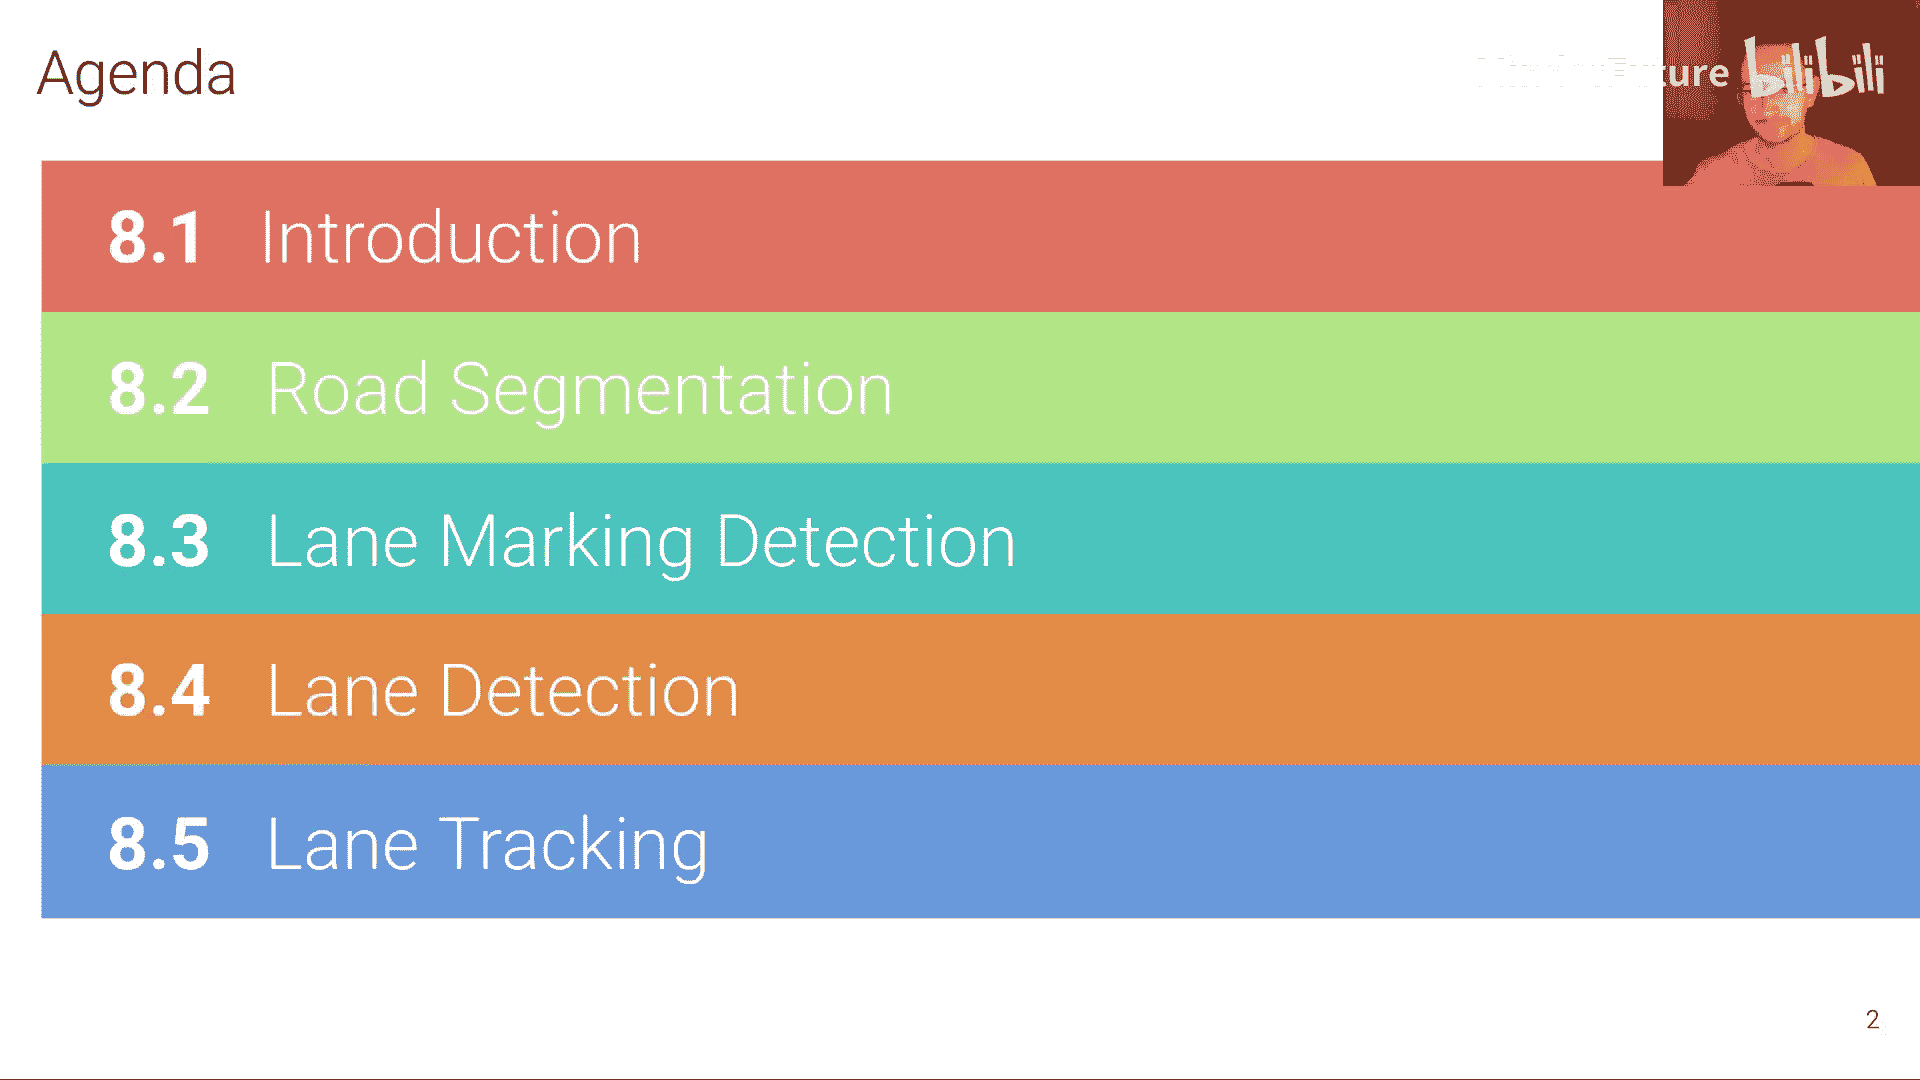 Agenda
bilibili
8.1 Introduction
8.2 Road Segmentation
8.3 Lane Marking Detection
8.4 Lane Detection
8.5 Lane Tracking
2